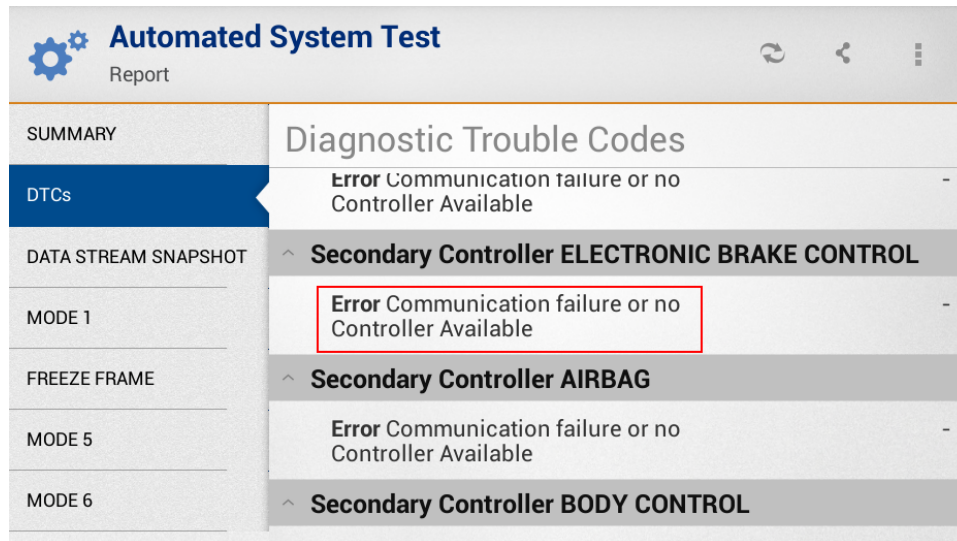 Automated System Test
Report
SUMMARY
DTCs
DATA STREAM SNAPSHOT
MODE 1
FREEZE FRAME
MODE 5
MODE 6
Diagnostic Trouble Codes
Error Communication failure or no
Controller Available
-
Secondary Controller ELECTRONIC BRAKE CONTROL
Error Communication failure or no
Controller Available
-
Secondary Controller AIRBAG
Error Communication failure or no
Controller Available
-
Secondary Controller BODY CONTROL